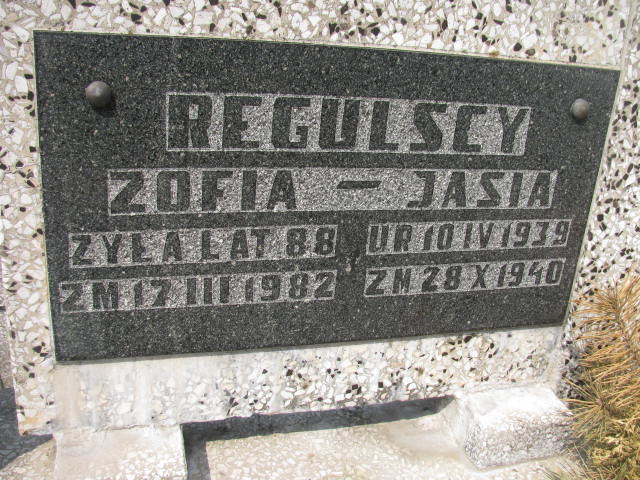 REGULSCY
ZOFIA — JASIA
ŻYŁA LAT 88
ZM 17 III 1982
UR 10 IV 1939
ZM 28 X 1940